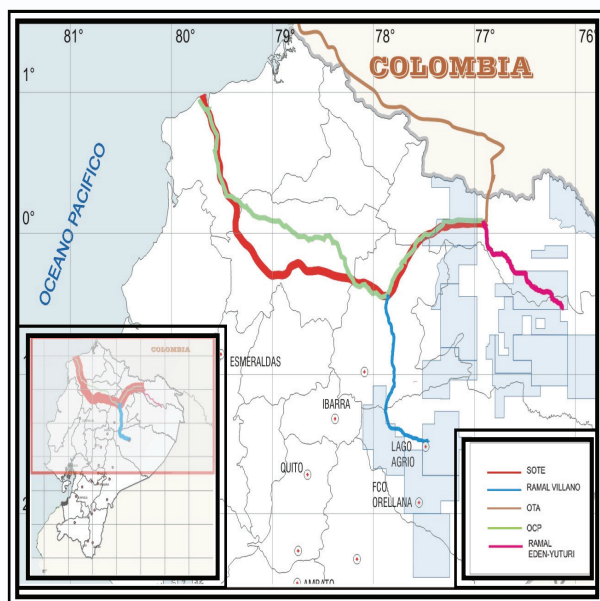 81°
80°
79°
78°
77°
76°
COLOMBIA
1°
OCEANO PACIFICO
0°
ESMERALDAS
COLOMBIA
IBARRA
LAGO
AGRIO
QUITO
FCO
ORELLANA
AMBATO
SOTE
RAMAL VILLANO
OTA
OCP
RAMAL
EDEN-YUTURI